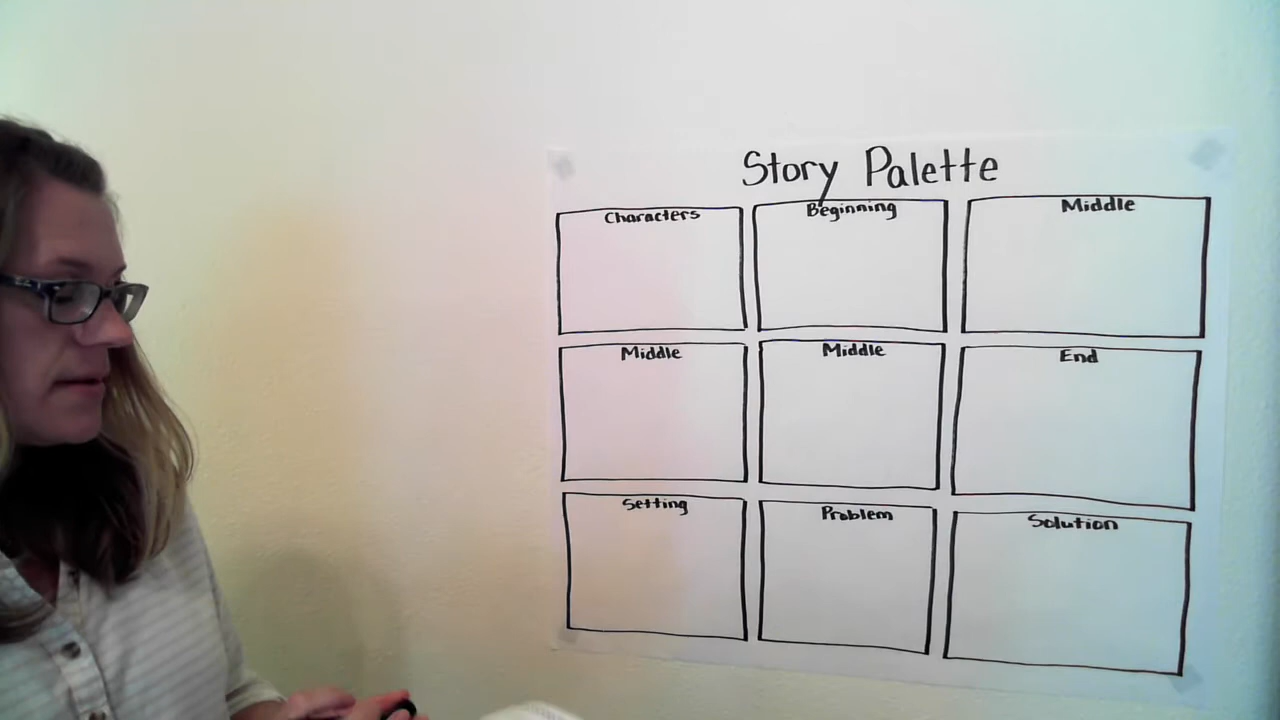 Story Palette
Characters
Beginning
Middle
Middle
Middle
End
Setting
Problem
Solution